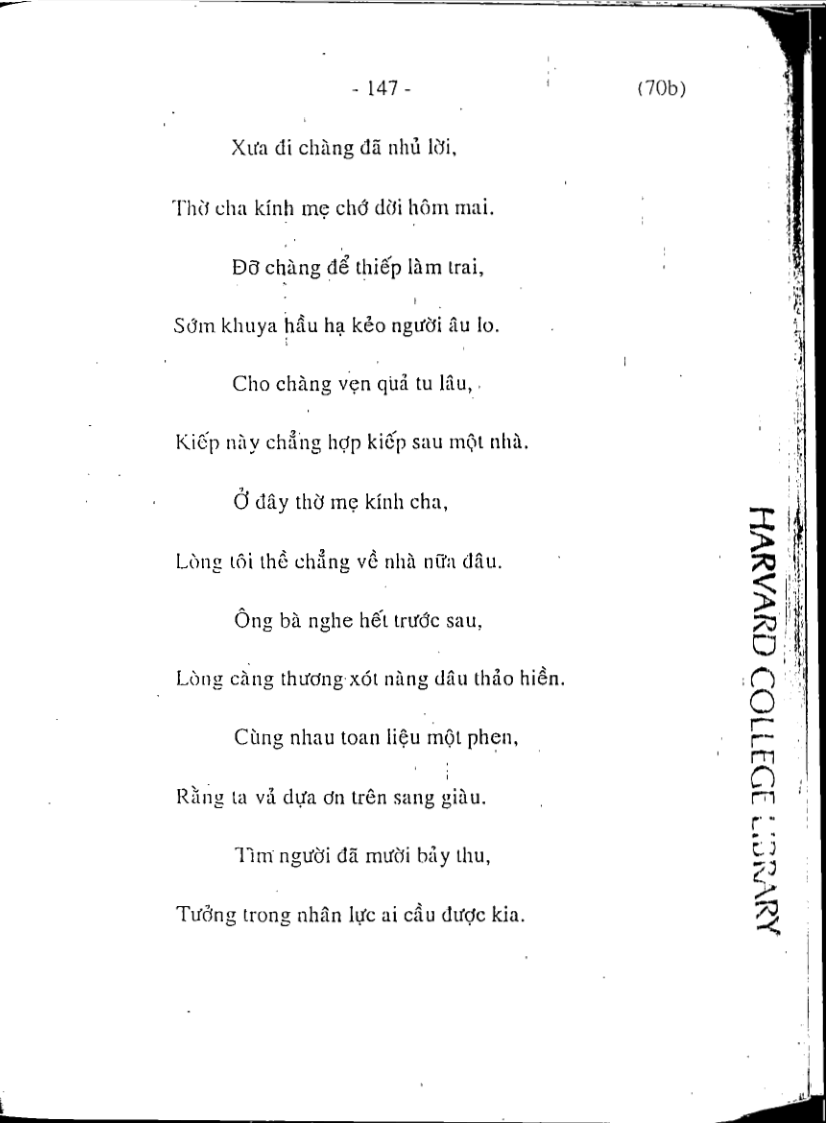 - 147 - (70b)
Xưa đi chàng đã nhủ lời,
Thờ cha kính mẹ chớ dời hôm mai.
Đỡ chàng để thiếp làm trai,
Sớm khuya hầu hạ kẻo người âu lo.
Cho chàng vẹn quả tu lâu,
Kiếp này chẳng hợp kiếp sau một nhà.
Ở đây thờ mẹ kính cha,
Lòng tôi thề chẳng về nhà nữa đâu.
Ông bà nghe hết trước sau,
Lòng càng thương xót nàng dâu thảo hiền.
Cùng nhau toan liệu một phen,
Rằng ta vả dựa ơn trên sang giàu.
Tìm người đã mười bảy thu,
Tưởng trong nhân lực ai cầu được kia.
HARVARD COLLEGE LIBRARY